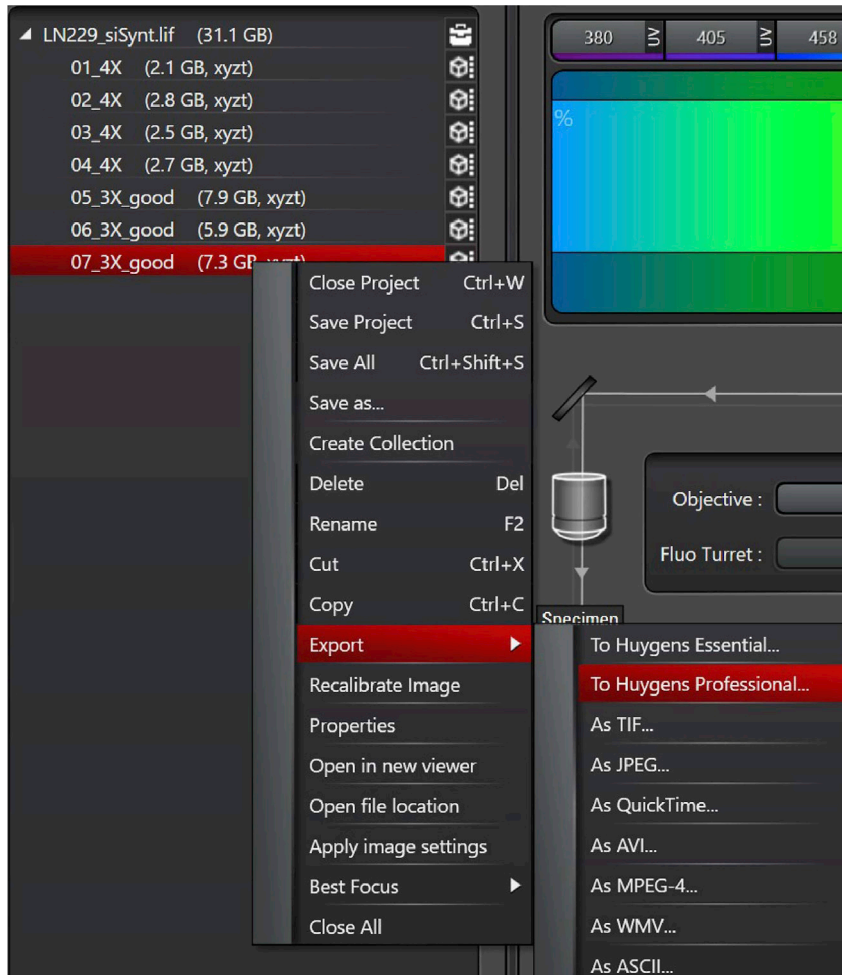 LN229_siSynt.lif (31.1 GB)
01_4X (2.1 GB, xyzt)
02_4X (2.8 GB, xyzt)
03_4X (2.5 GB, xyzt)
04_4X (2.7 GB, xyzt)
05_3X_good (7.9 GB, xyzt)
06_3X_good (5.9 GB, xyzt)
07_3X_good (7.3 GB, xyzt)
380 UV 405 UV 458
%
Close Project Ctrl+W
Save Project Ctrl+S
Save All Ctrl+Shift+S
Save as...
Create Collection
Delete Del
Rename F2
Cut Ctrl+X
Copy Ctrl+C
Export
Recalibrate Image
Properties
Open in new viewer
Open file location
Apply image settings
Best Focus
Close All
Objective :
Fluo Turret :
Specimen
To Huygens Essential...
To Huygens Professional...
As TIF...
As JPEG...
As QuickTime...
As AVI...
As MPEG-4...
As WMV...
As ASCII...